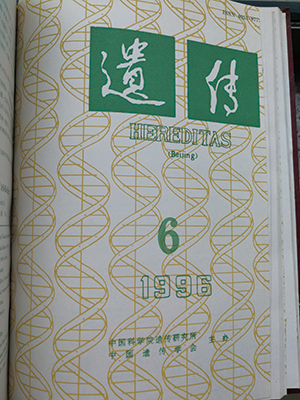 遺传
HEREDITAS
(Beijing)
6
1996
中国科学院遗传研究所
中国遗传学会
主办